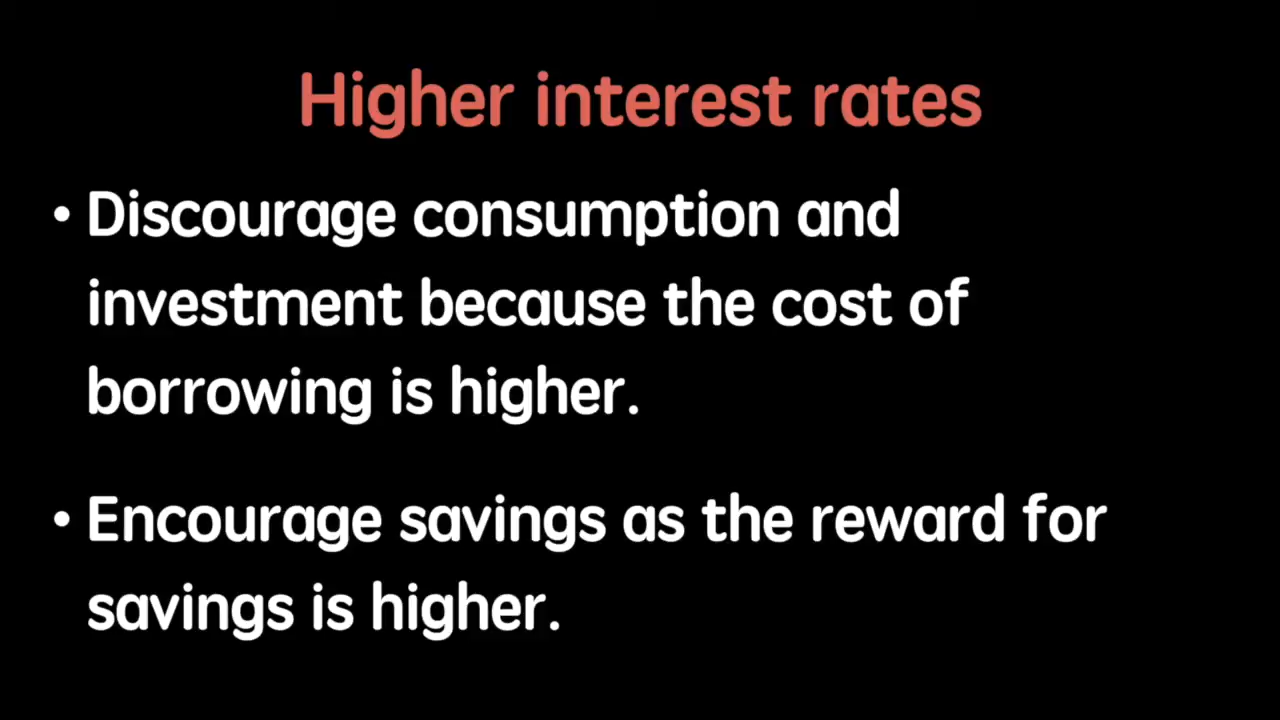 Higher interest rates
• Discourage consumption and
investment because the cost of
borrowing is higher.
• Encourage savings as the reward for
savings is higher.